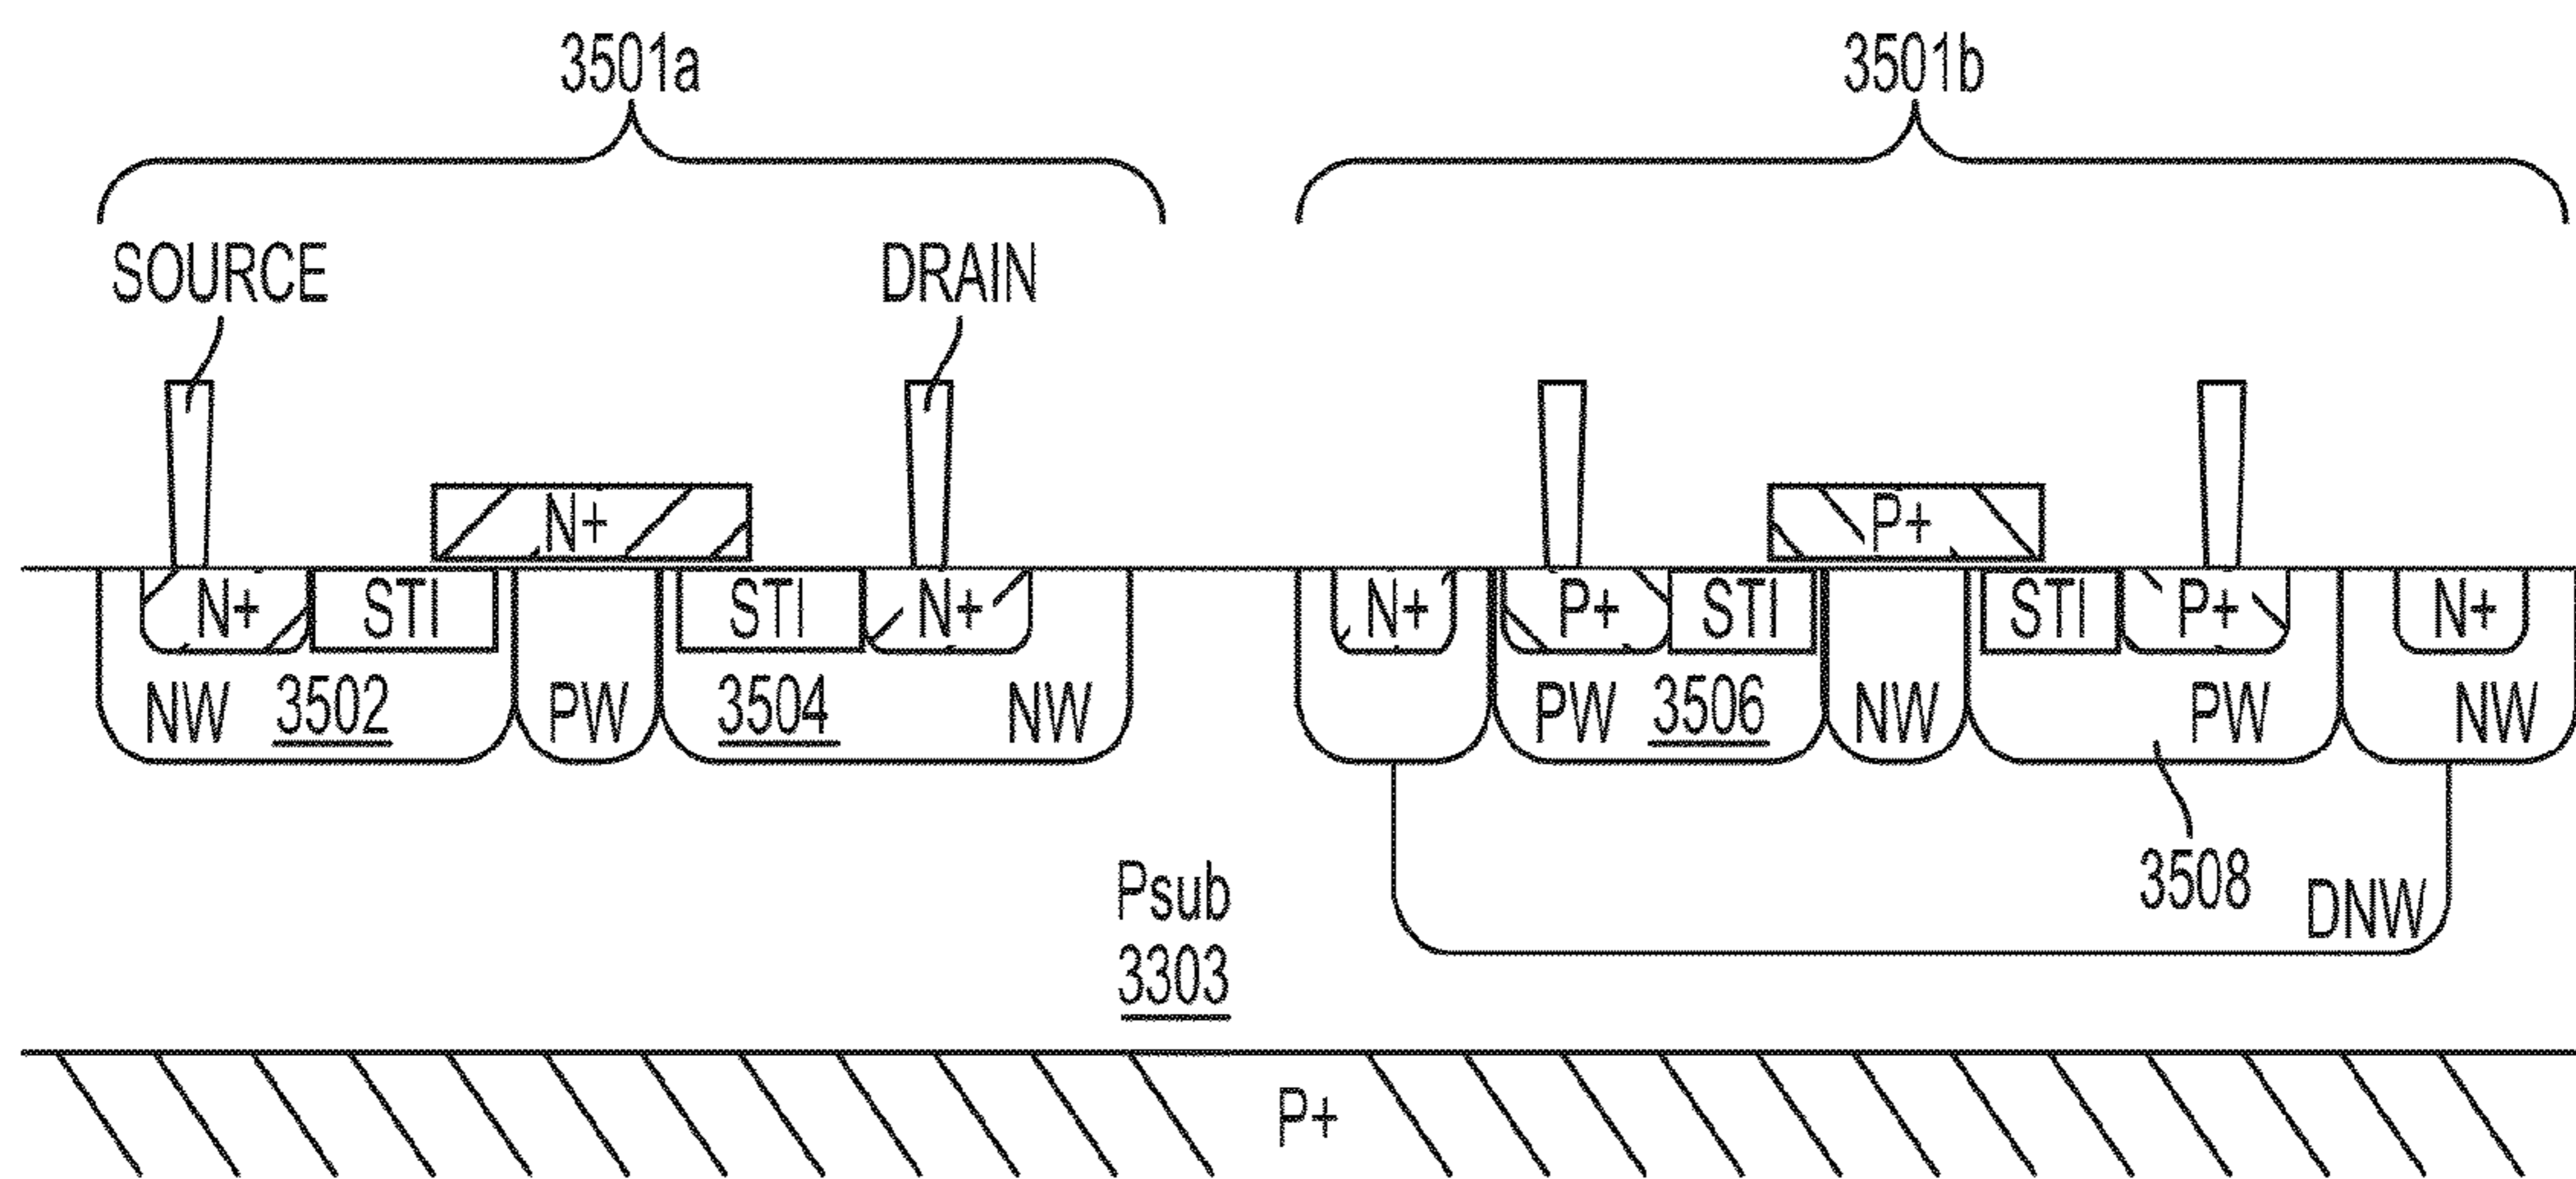 3501a 3501b
SOURCE DRAIN
N+ P+
N+ STI STI N+ N+ P+ STI STI P+ N+
NW 3502 PW 3504 NW PW 3506 NW PW NW
3508
Psub DNW
3303
P+